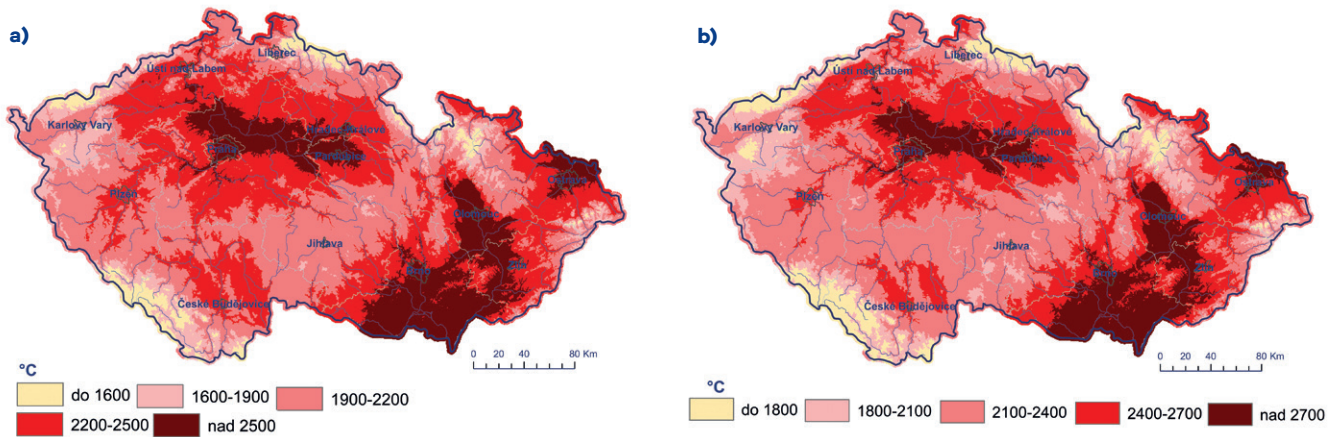 a)
Liberec
Ústí nad Labem
Karlovy Vary
Hradec Králové
Praha
Pardubice
Plzeň
Ostrava
Olomouc
Jihlava
Brno
Zlín
České Budějovice
0 20 40 80 Km
°C
do 1600 1600-1900 1900-2200
2200-2500 nad 2500
b)
Liberec
Ústí nad Labem
Karlovy Vary
Hradec Králové
Praha
Pardubice
Plzeň
Ostrava
Olomouc
Jihlava
Brno
Zlín
České Budějovice
0 20 40 80 Km
°C
do 1800 1800-2100 2100-2400 2400-2700 nad 2700